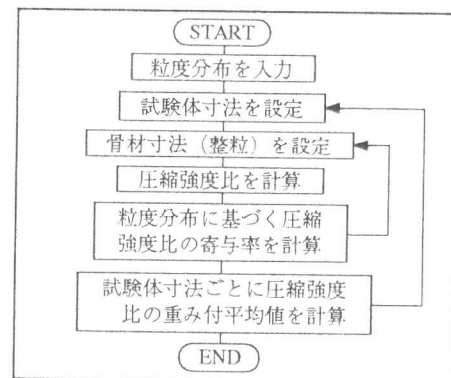 START
粒度分布を入力
試験体寸法を設定
骨材寸法（整粒）を設定
圧縮強度比を計算
粒度分布に基づく圧縮
強度比の寄与率を計算
試験体寸法ごとに圧縮強度
比の重み付平均値を計算
END